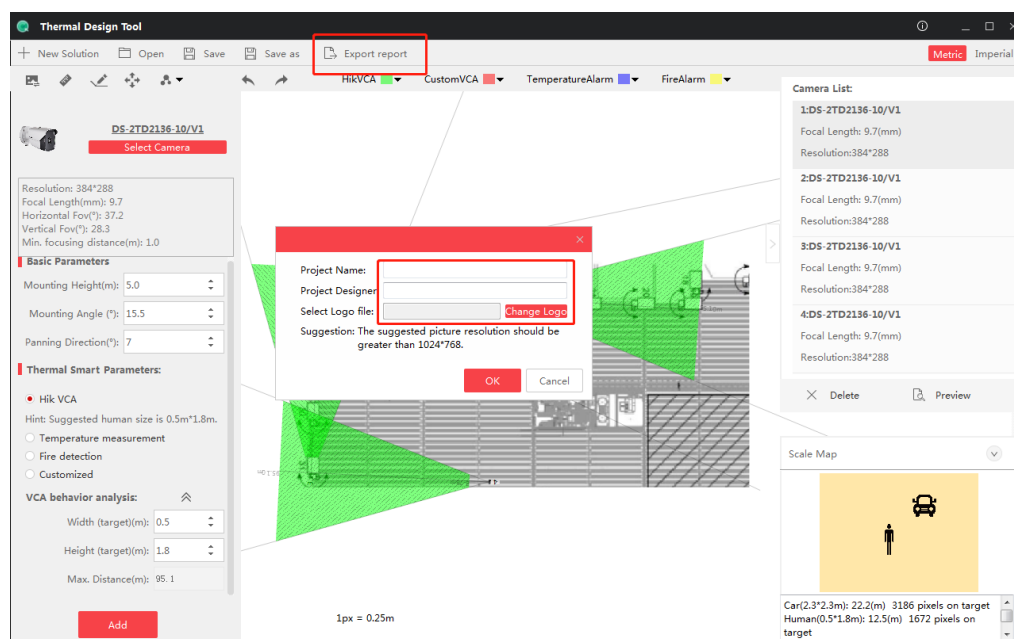 Thermal Design Tool
New Solution Open Save Save as Export report Metric Imperial
HikVCA CustomVCA TemperatureAlarm FireAlarm
DS-2TD2136-10/V1
Select Camera
Resolution: 384*288
Focal Length(mm): 9.7
Horizontal Fov(°): 37.2
Vertical Fov(°): 28.3
Min. focusing distance(m): 1.0
Basic Parameters
Mounting Height(m): 5.0
Mounting Angle (°): 15.5
Panning Direction(°): 7
Thermal Smart Parameters:
Hik VCA
Hint: Suggested human size is 0.5m*1.8m.
Temperature measurement
Fire detection
Customized
VCA behavior analysis:
Width (target)(m): 0.5
Height (target)(m): 1.8
Max. Distance(m): 95.1
Add
Project Name:
Project Designer
Select Logo file: Change Logo
Suggestion: The suggested picture resolution should be
greater than 1024*768.
OK Cancel
1px = 0.25m
Camera List:
1:DS-2TD2136-10/V1
Focal Length: 9.7(mm)
Resolution:384*288
2:DS-2TD2136-10/V1
Focal Length: 9.7(mm)
Resolution:384*288
3:DS-2TD2136-10/V1
Focal Length: 9.7(mm)
Resolution:384*288
4:DS-2TD2136-10/V1
Focal Length: 9.7(mm)
Resolution:384*288
Delete Preview
Scale Map
Car(2.3*2.3m): 22.2(m) 3186 pixels on target
Human(0.5*1.8m): 12.5(m) 1672 pixels on
target